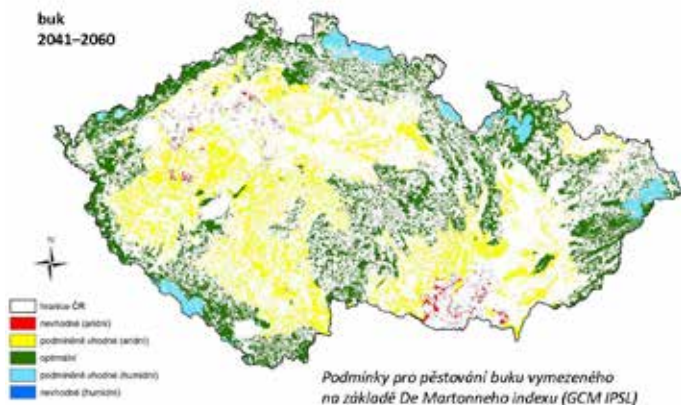 buk
2041–2060
N
hranice ČR
nevhodné (aridní)
podmíněně vhodné (aridní)
optimální
podmíněně vhodné (humidní)
nevhodné (humidní)
Podmínky pro pěstování buku vymezeného
na základě De Martonneho indexu (GCM IPSL)